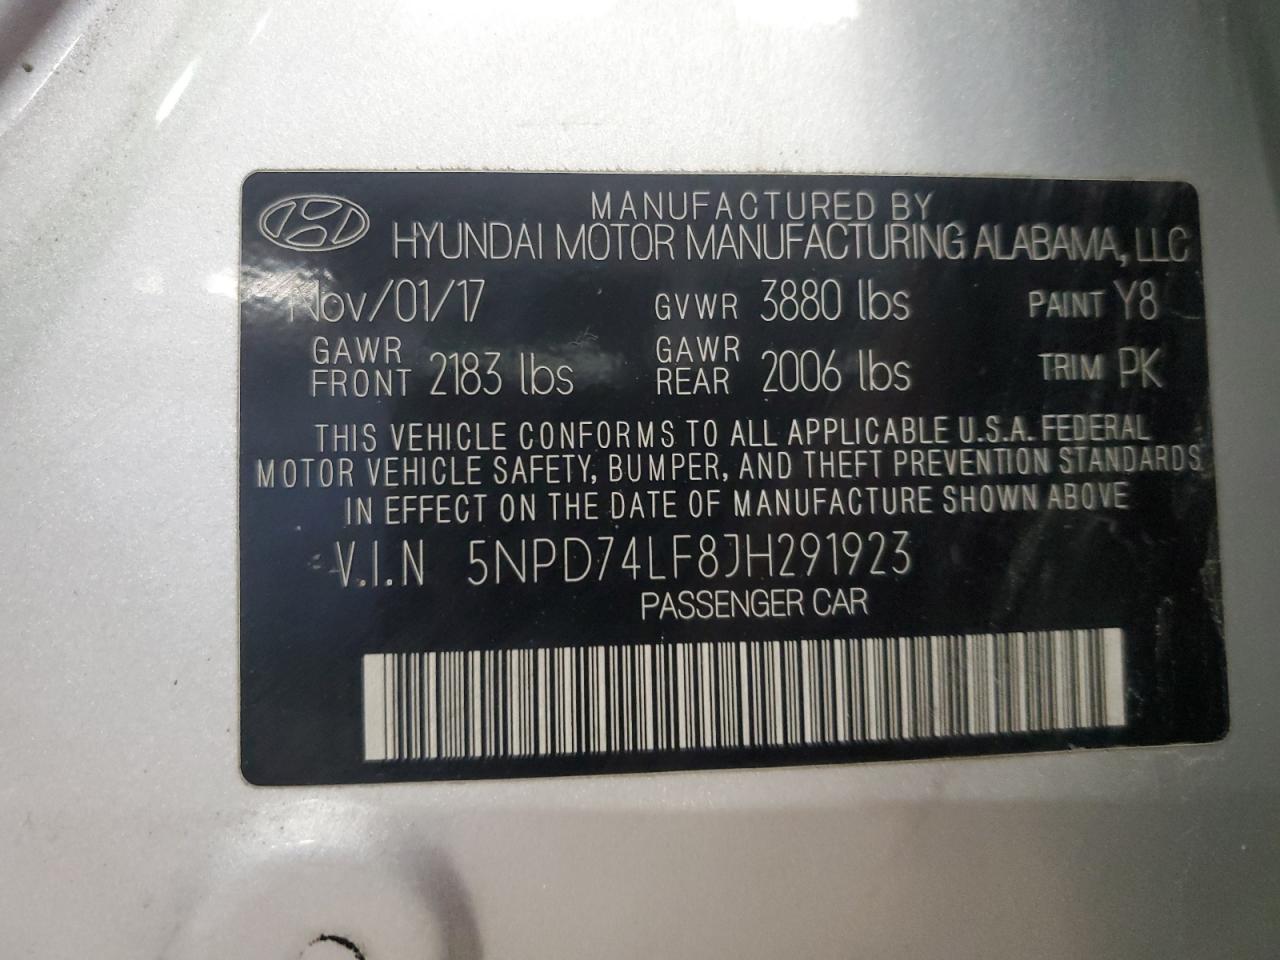 MANUFACTURED BY
HYUNDAI MOTOR MANUFACTURING ALABAMA, LLC
Nov/01/17 GVWR 3880 lbs PAINT Y8
GAWR FRONT 2183 lbs GAWR REAR 2006 lbs TRIM PK
THIS VEHICLE CONFORMS TO ALL APPLICABLE U.S.A. FEDERAL
MOTOR VEHICLE SAFETY, BUMPER, AND THEFT PREVENTION STANDARDS
IN EFFECT ON THE DATE OF MANUFACTURE SHOWN ABOVE
V.I.N 5NPD74LF8JH291923
PASSENGER CAR